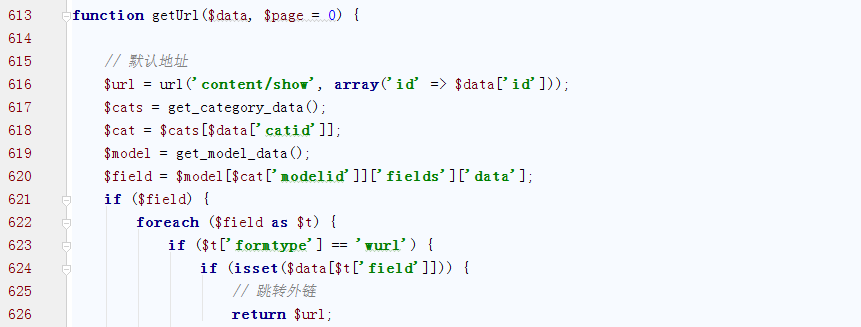 613 function getUrl($data, $page = 0) {
614
615 // 默认地址
616 $url = url('content/show', array('id' => $data['id']));
617 $cats = get_category_data();
618 $cat = $cats[$data['catid']];
619 $model = get_model_data();
620 $field = $model[$cat['modelid']]['fields']['data'];
621 if ($field) {
622 foreach ($field as $t) {
623 if ($t['formtype'] == 'wurl') {
624 if (isset($data[$t['field']])) {
625 // 跳转外链
626 return $url;